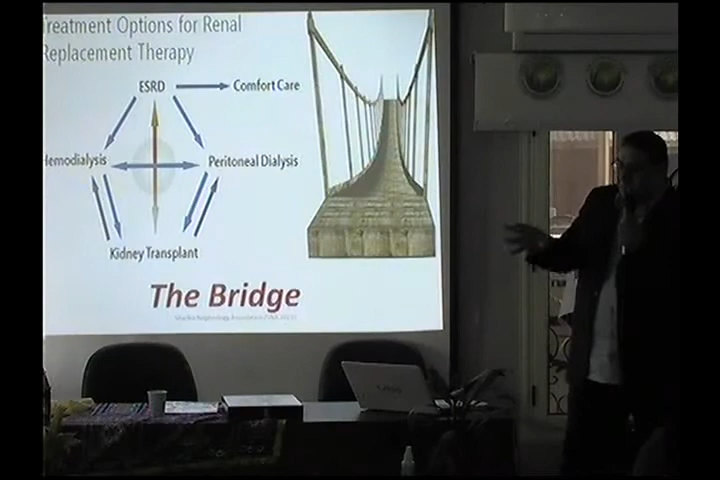 Treatment Options for Renal
Replacement Therapy
ESRD
Comfort Care
Hemodialysis
Peritoneal Dialysis
Kidney Transplant
The Bridge